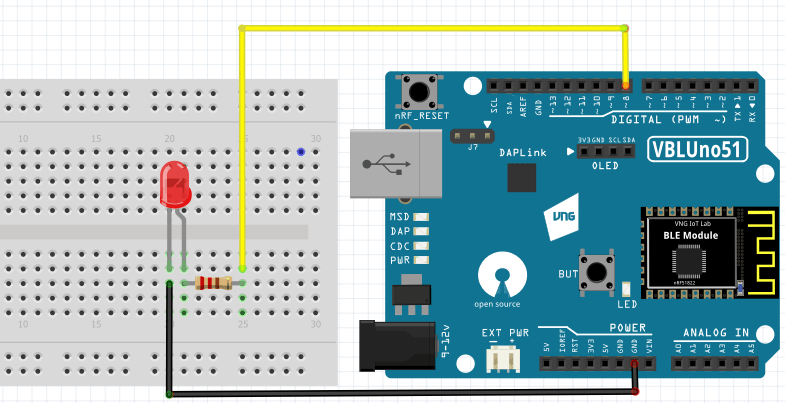 nRF_RESET
SCL
SDA
AREF
GND
~13
~12
~11
~10
~9
~8
~7
~6
~5
~4
~3
~2
TX▶1
RX◀0
DIGITAL (PWM ~)
J7
DAPLink
3V3 GND SCL SDA
OLED
VBLUno51
10 15 20 25 30
MSD
DAP
CDC
PWR
VNG
VNG IoT Lab
BLE Module
nRF51822
BUT
LED
open source
9-12v
EXT PWR
- +
POWER
ANALOG IN
5V
IOREF
RST
3V3
5V
GND
GND
VIN
A0
A1
A2
A3
A4
A5
10 15 20 25 30